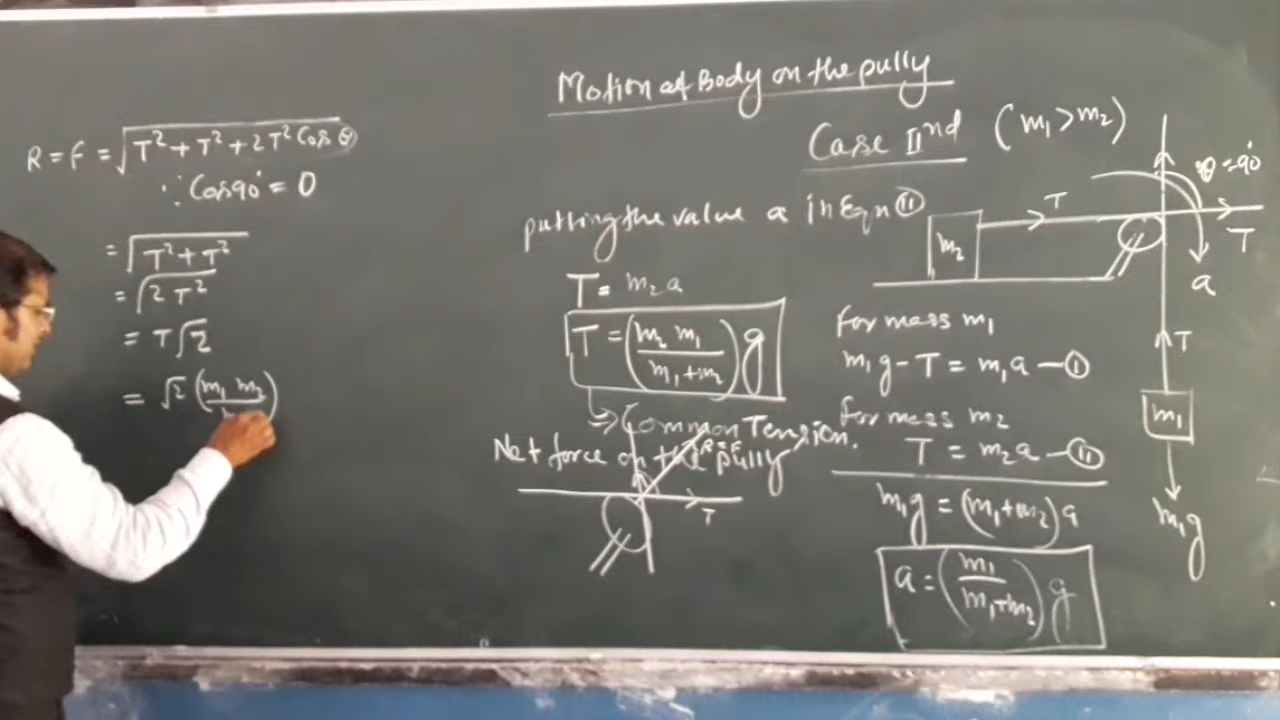 Motion of Body on the pully
Case IInd (m₁>m₂)
R = F = √(T²+T²+2T² Cos θ)
∵ Cos90° = 0
= √(T²+T²)
= √(2T²)
= T√2
= √2 (m₁ m₂
putting the value a in Eqn (II)
T = m₂a
T = (m₂ m₁ / m₁+m₂) g
→ Common Tension.
Net force on the pully
R=F
T
θ=90°
T
T
m₂
a
T
m₁
m₁g
For mass m₁
m₁g - T = m₁a — (I)
For mass m₂
T = m₂a — (II)
m₁g = (m₁+m₂)a
a = (m₁ / m₁+m₂) g